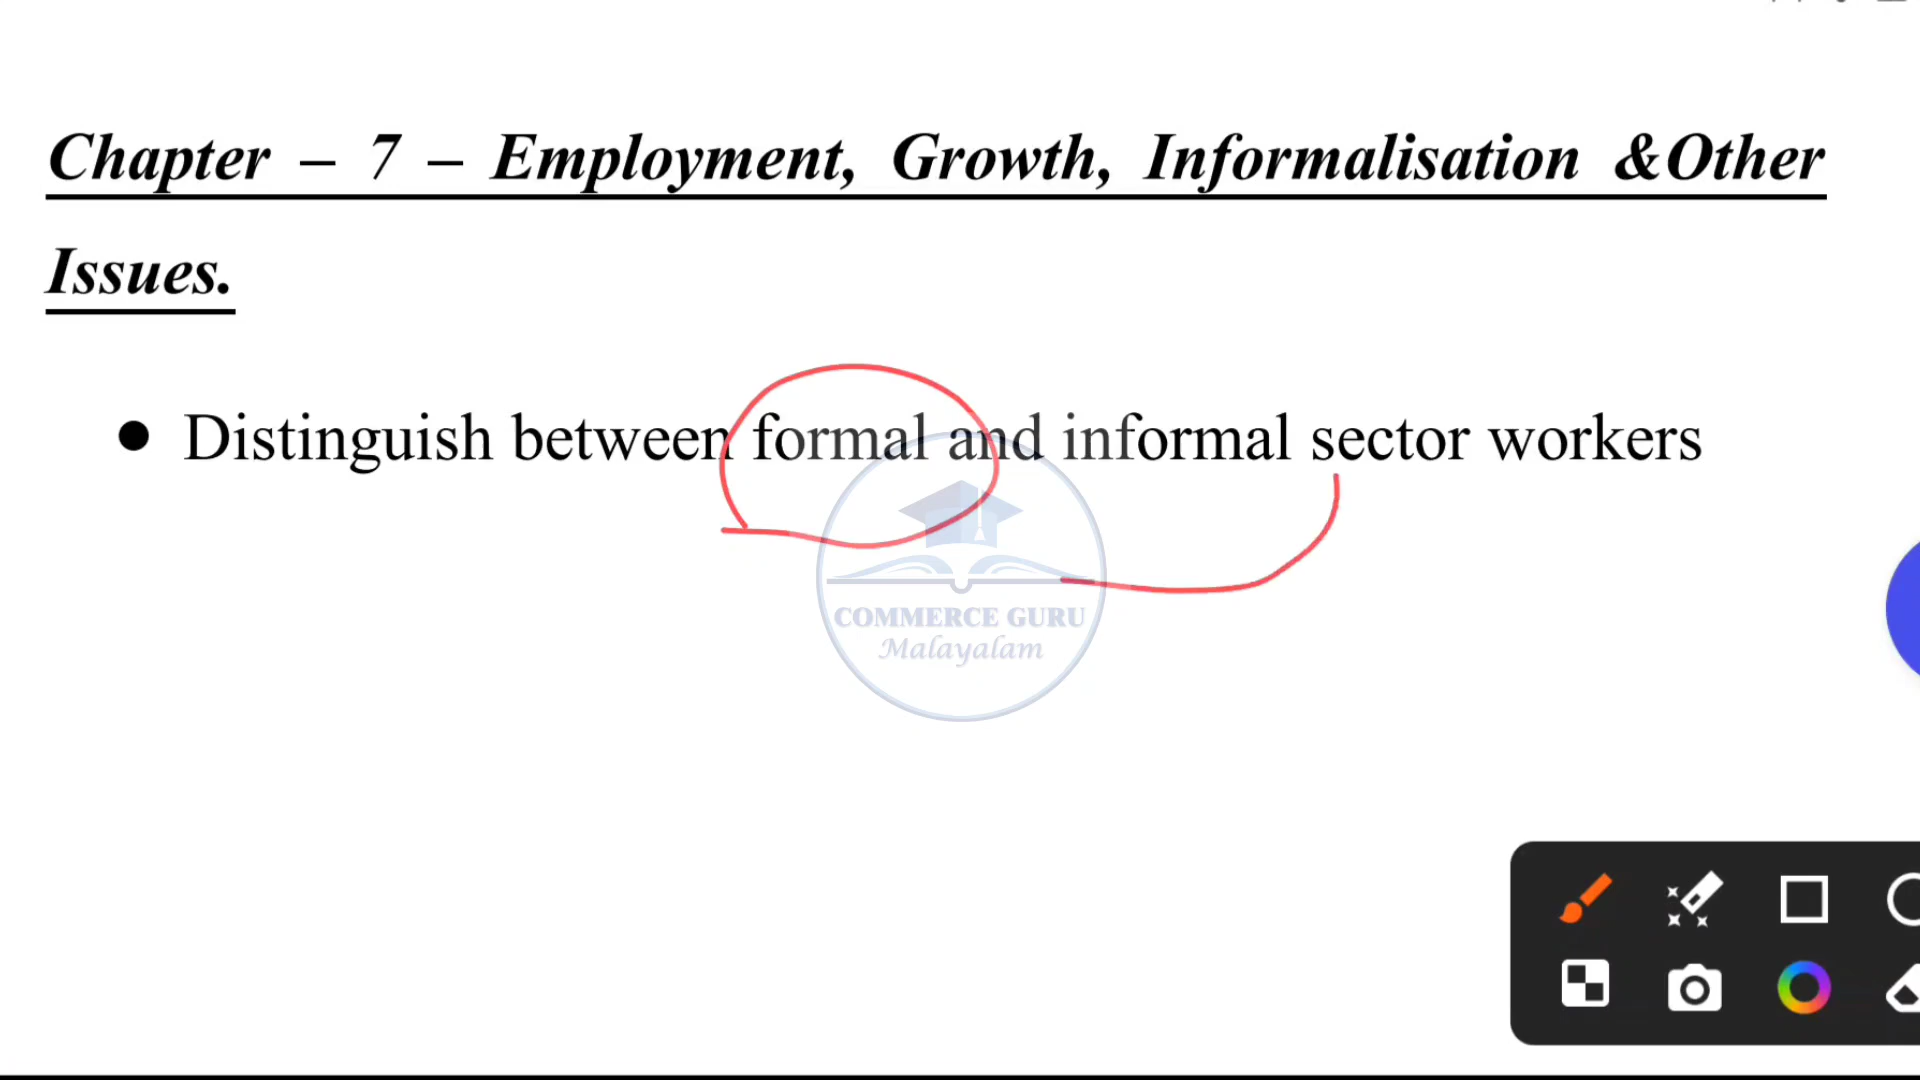 Chapter – 7 – Employment, Growth, Informalisation &Other
Issues.
● Distinguish between formal and informal sector workers
COMMERCE GURU
Malayalam